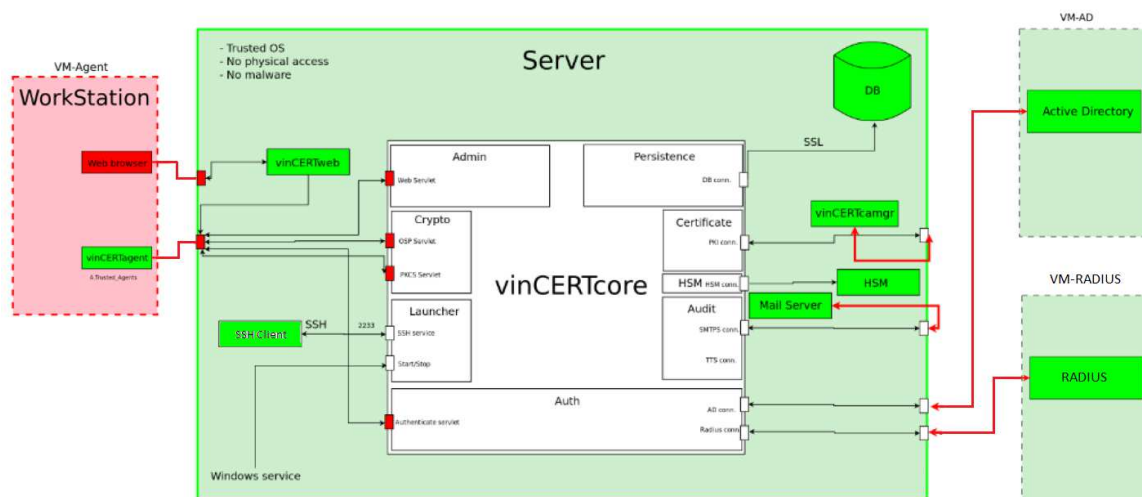 VM-Agent
WorkStation
Web browser
vinCERTagent
A.Trusted_Agents
- Trusted OS
- No physical access
- No malware
Server
DB
SSL
vinCERTweb
Admin
Web Servlet
Persistence
DB conn.
Crypto
OSP Servlet
PKCS Servlet
Certificate
PKI conn.
vinCERTcamgr
vinCERTcore
HSM
HSM conn.
HSM
Mail Server
Launcher
SSH service
Start/Stop
SSH Client
SSH
2233
Audit
SMTPS conn.
TTS conn.
Auth
Authenticate servlet
AD conn.
Radius conn.
Windows service
VM-AD
Active Directory
VM-RADIUS
RADIUS